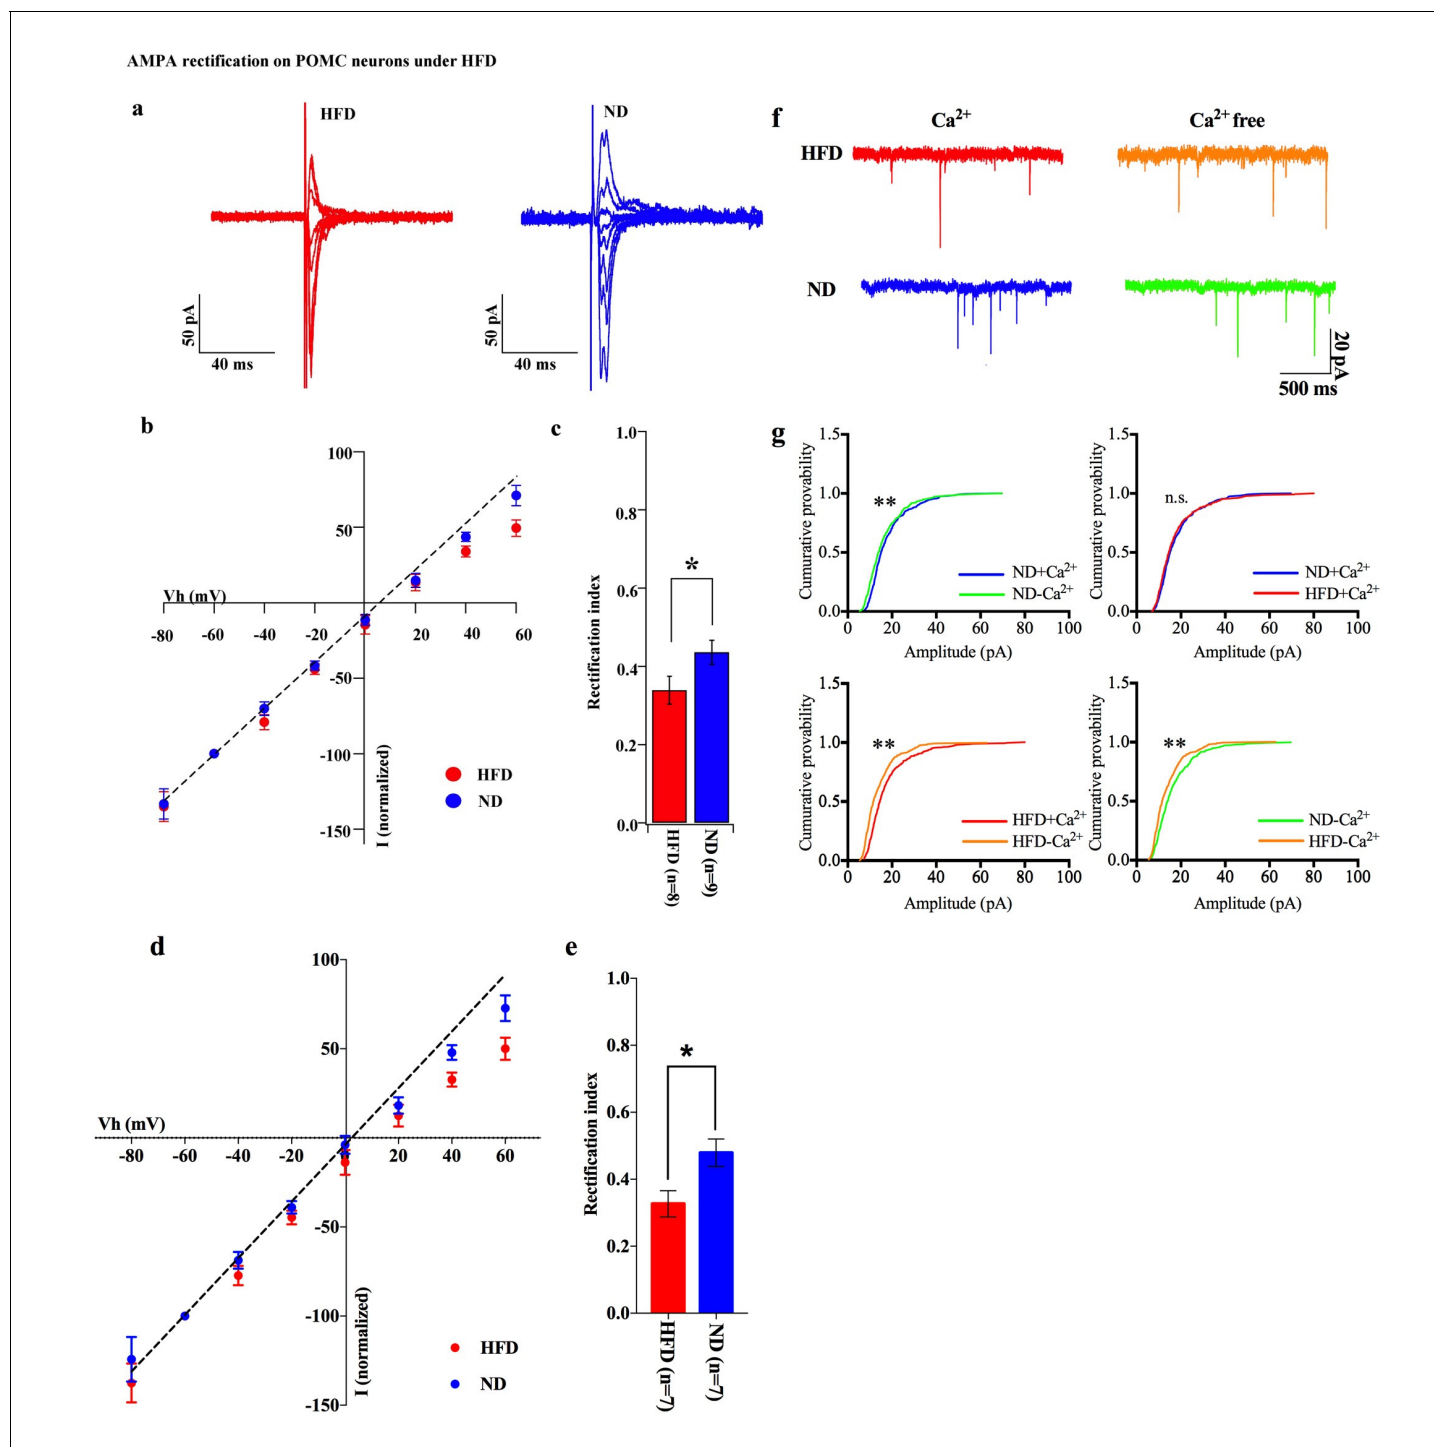 AMPA rectification on POMC neurons under HFD
a
HFD
ND
50 pA
40 ms
50 pA
40 ms
f
Ca2+
Ca2+ free
HFD
ND
20 pA
500 ms
b
100
50
Vh (mV)
-80 -60 -40 -20 20 40 60
-50
-100
-150
I (normalized)
HFD
ND
c
1.0
0.8
0.6
0.4
0.2
0.0
Rectification index
*
HFD (n=8)
ND (n=9)
g
1.5
1.0
0.5
0.0
Cumurative provability
**
ND+Ca2+
ND-Ca2+
0 20 40 60 80 100
Amplitude (pA)
1.5
1.0
0.5
0.0
Cumurative provability
n.s.
ND+Ca2+
HFD+Ca2+
0 20 40 60 80 100
Amplitude (pA)
1.5
1.0
0.5
0.0
Cumurative provability
**
HFD+Ca2+
HFD-Ca2+
0 20 40 60 80 100
Amplitude (pA)
1.5
1.0
0.5
0.0
Cumurative provability
**
ND-Ca2+
HFD-Ca2+
0 20 40 60 80 100
Amplitude (pA)
d
100
50
Vh (mV)
-80 -60 -40 -20 0 20 40 60
-50
-100
-150
I (normalized)
HFD
ND
e
1.0
0.8
0.6
0.4
0.2
0.0
Rectification index
*
HFD (n=7)
ND (n=7)